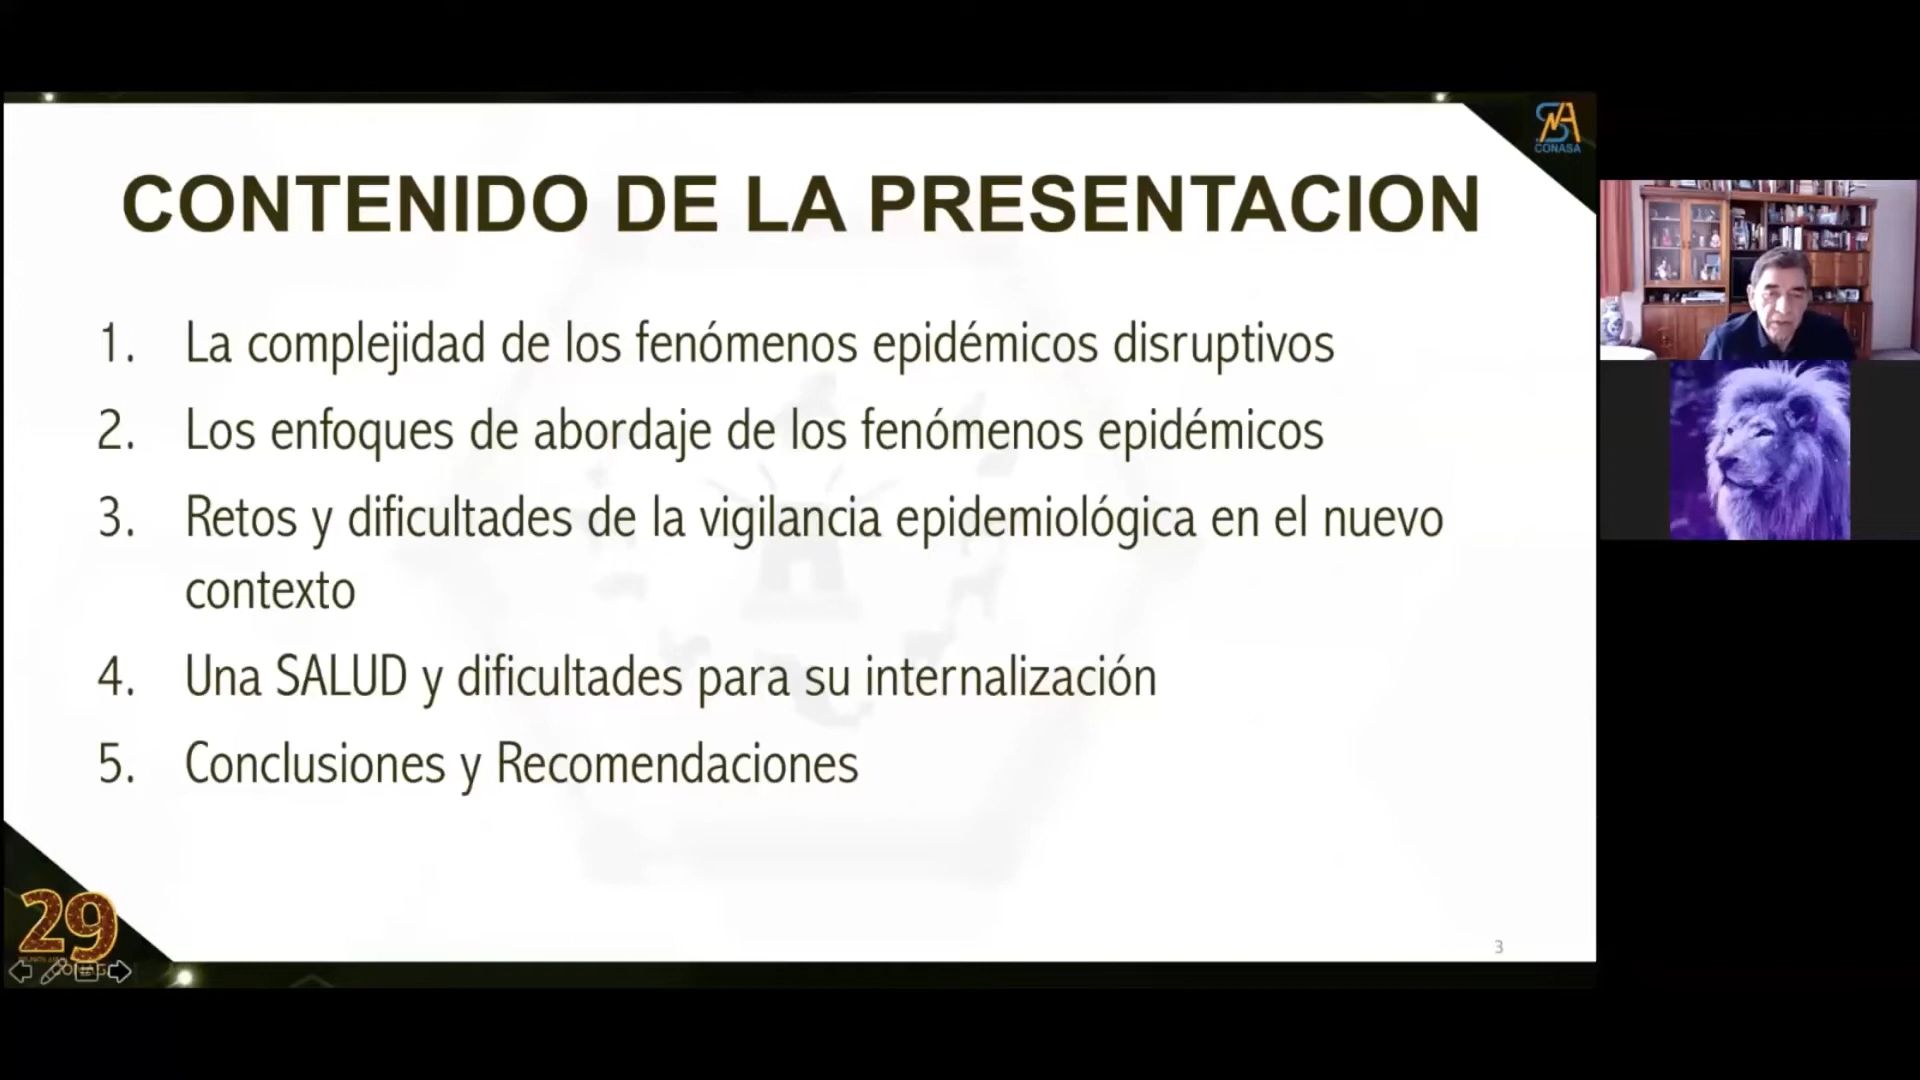 CONASA
CONTENIDO DE LA PRESENTACION
1. La complejidad de los fenómenos epidémicos disruptivos
2. Los enfoques de abordaje de los fenómenos epidémicos
3. Retos y dificultades de la vigilancia epidemiológica en el nuevo
contexto
4. Una SALUD y dificultades para su internalización
5. Conclusiones y Recomendaciones
29
3